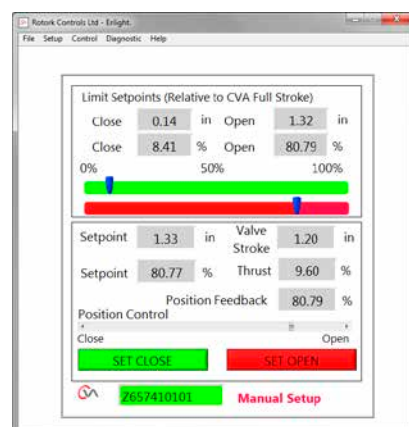 Rotork Controls Ltd - Enlight.
File Setup Control Diagnostic Help
Limit Setpoints (Relative to CVA Full Stroke)
Close 0.14 in Open 1.32 in
Close 8.41 % Open 80.79 %
0% 50% 100%
Setpoint 1.33 in Valve Stroke 1.20 in
Setpoint 80.77 % Thrust 9.60 %
Position Feedback 80.79 %
Position Control
Close Open
SET CLOSE SET OPEN
CVA Z657410101 Manual Setup